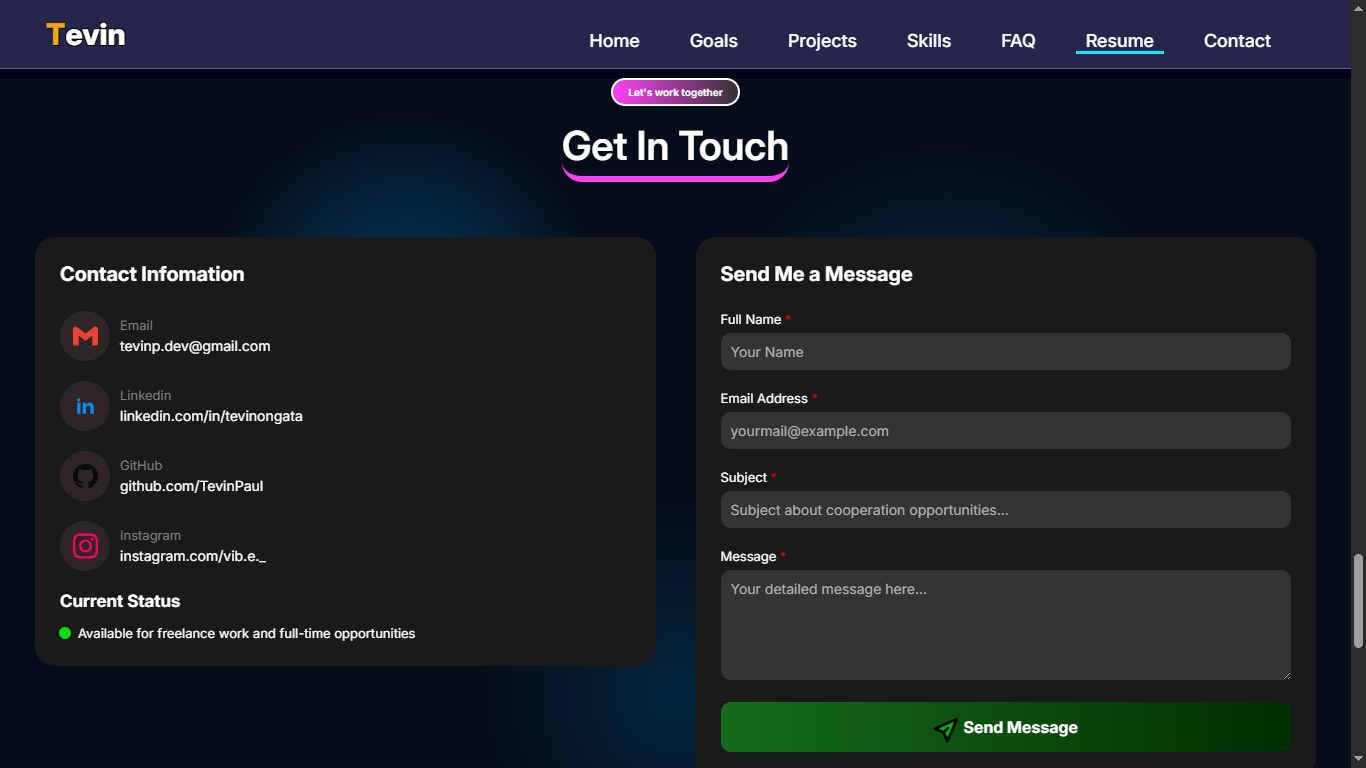 Tevin
Home Goals Projects Skills FAQ Resume Contact
Let's work together
Get In Touch
Contact Infomation
Email
tevinp.dev@gmail.com
Linkedin
linkedin.com/in/tevinongata
GitHub
github.com/TevinPaul
Instagram
instagram.com/vib.e._
Current Status
Available for freelance work and full-time opportunities
Send Me a Message
Full Name *
Your Name
Email Address *
yourmail@example.com
Subject *
Subject about cooperation opportunities...
Message *
Your detailed message here...
Send Message